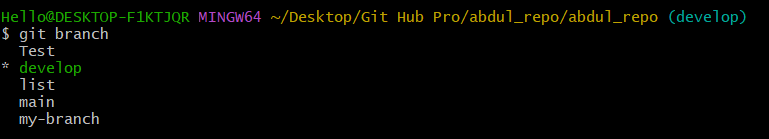 Hello@DESKTOP-F1KTJQR MINGW64 ~/Desktop/Git Hub Pro/abdul_repo/abdul_repo (develop)
$ git branch
  Test
* develop
  list
  main
  my-branch